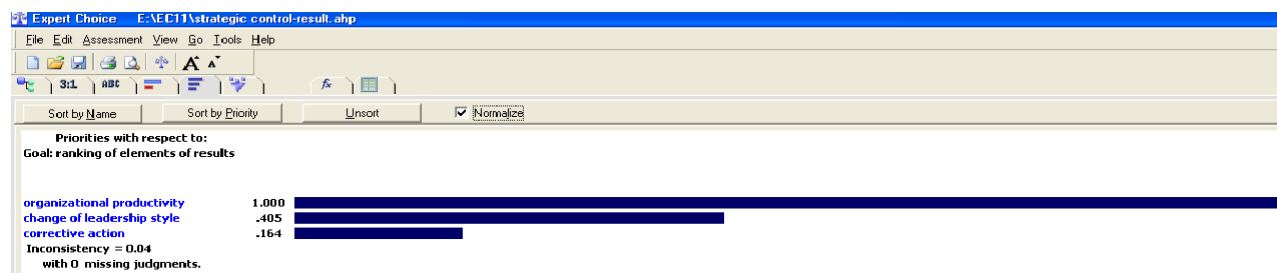 Expert Choice E:\EC11\strategic control-result.ahp
File Edit Assessment View Go Tools Help
A A
3:1 ABC fx
Sort by Name Sort by Priority Unsort Normalize
Priorities with respect to:
Goal: ranking of elements of results
organizational productivity 1.000
change of leadership style .405
corrective action .164
Inconsistency = 0.04
with 0 missing judgments.